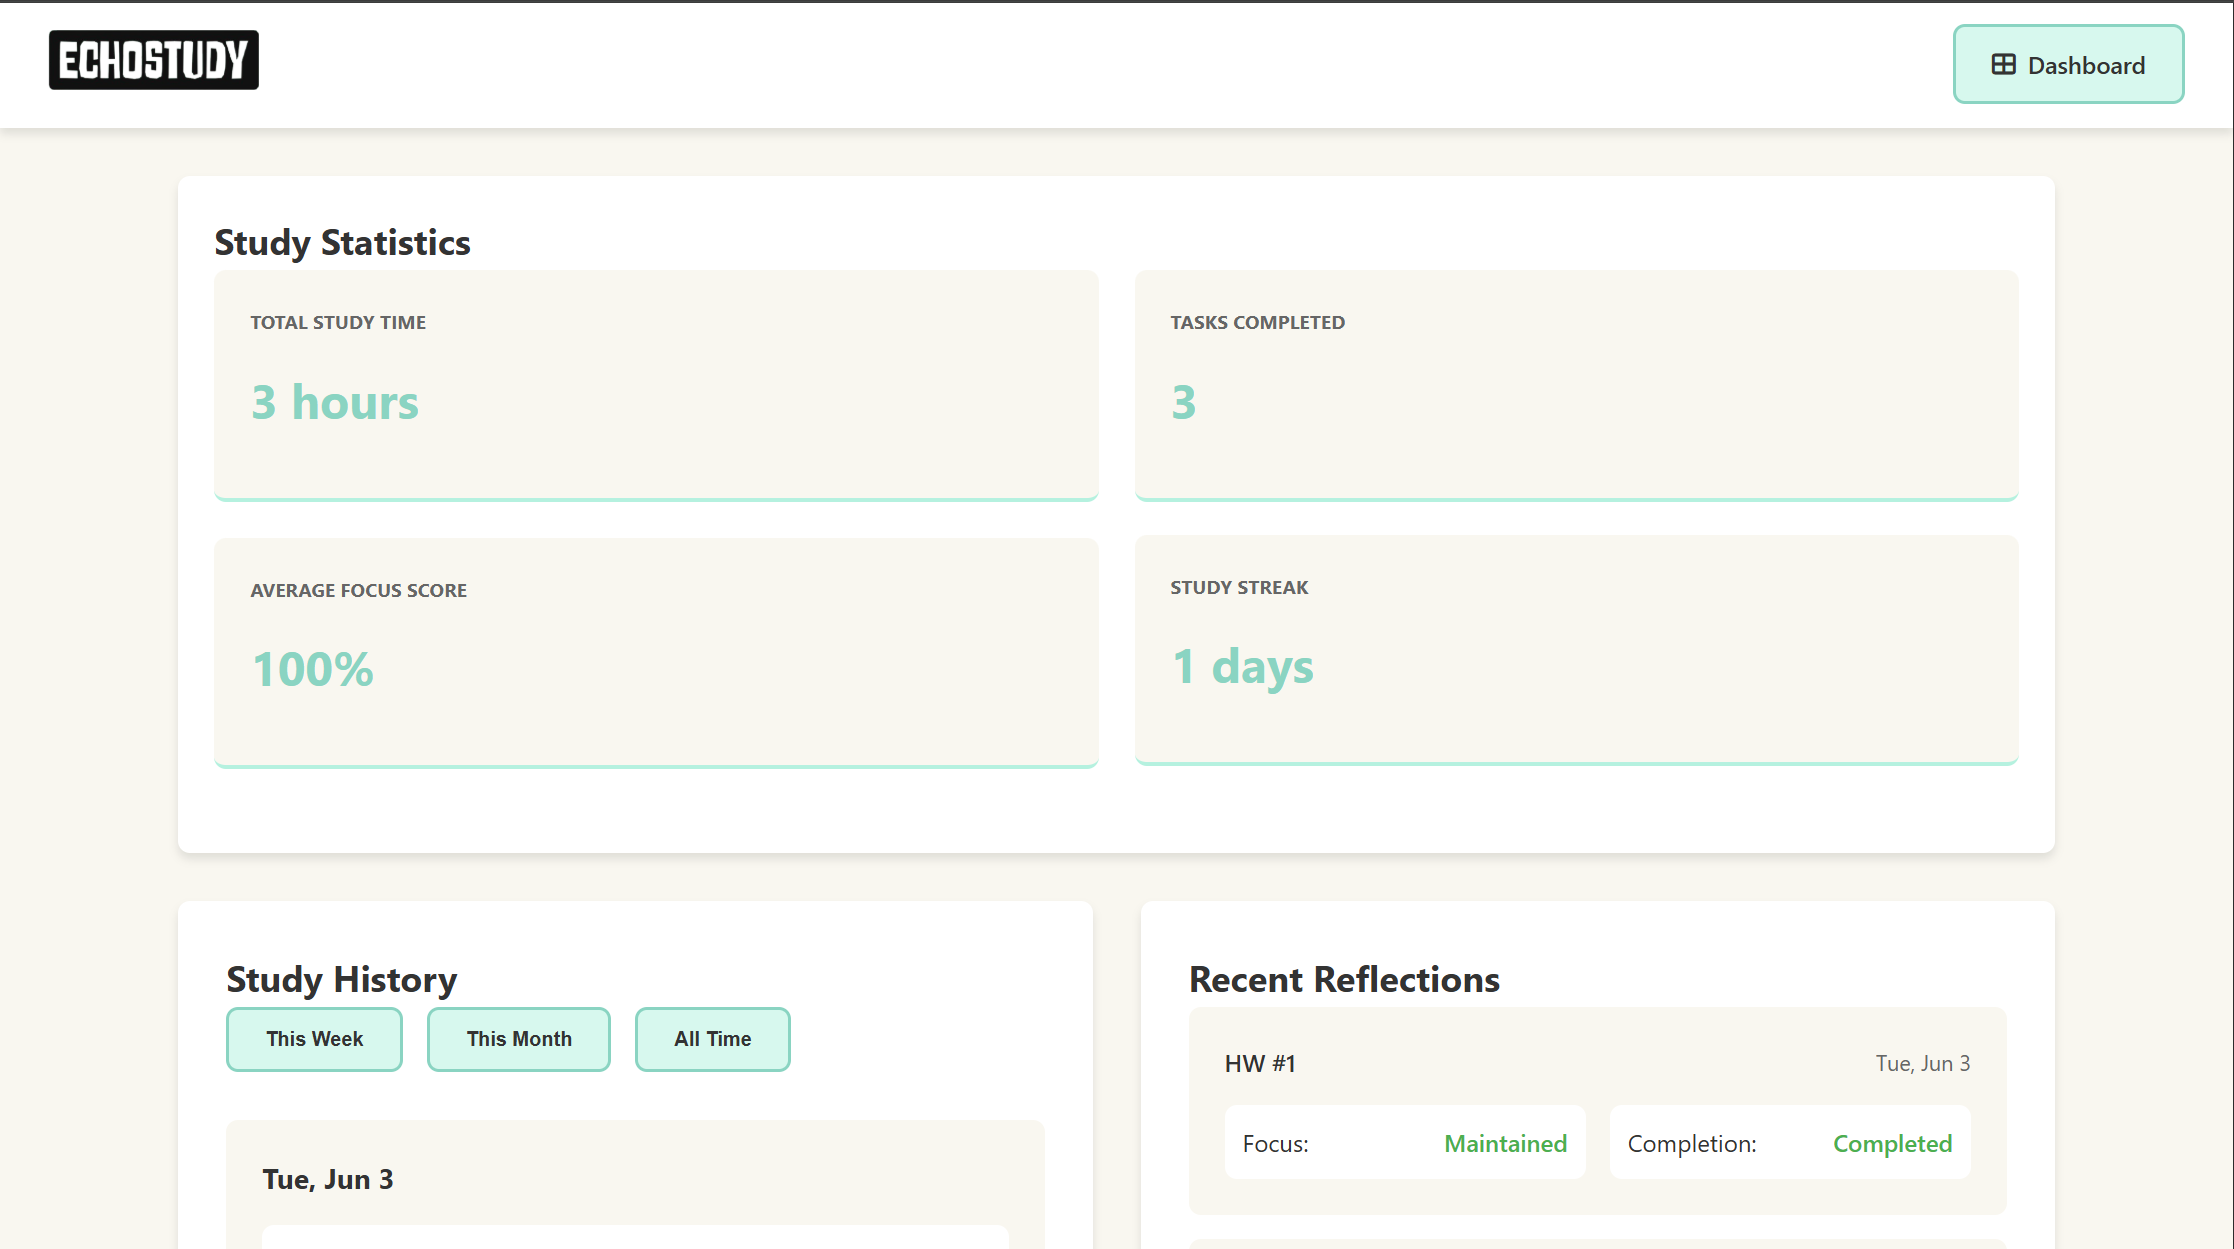 ECHOSTUDY
Dashboard
Study Statistics
TOTAL STUDY TIME
3 hours
TASKS COMPLETED
3
AVERAGE FOCUS SCORE
100%
STUDY STREAK
1 days
Study History
This Week
This Month
All Time
Tue, Jun 3
Recent Reflections
HW #1
Tue, Jun 3
Focus: Maintained
Completion: Completed